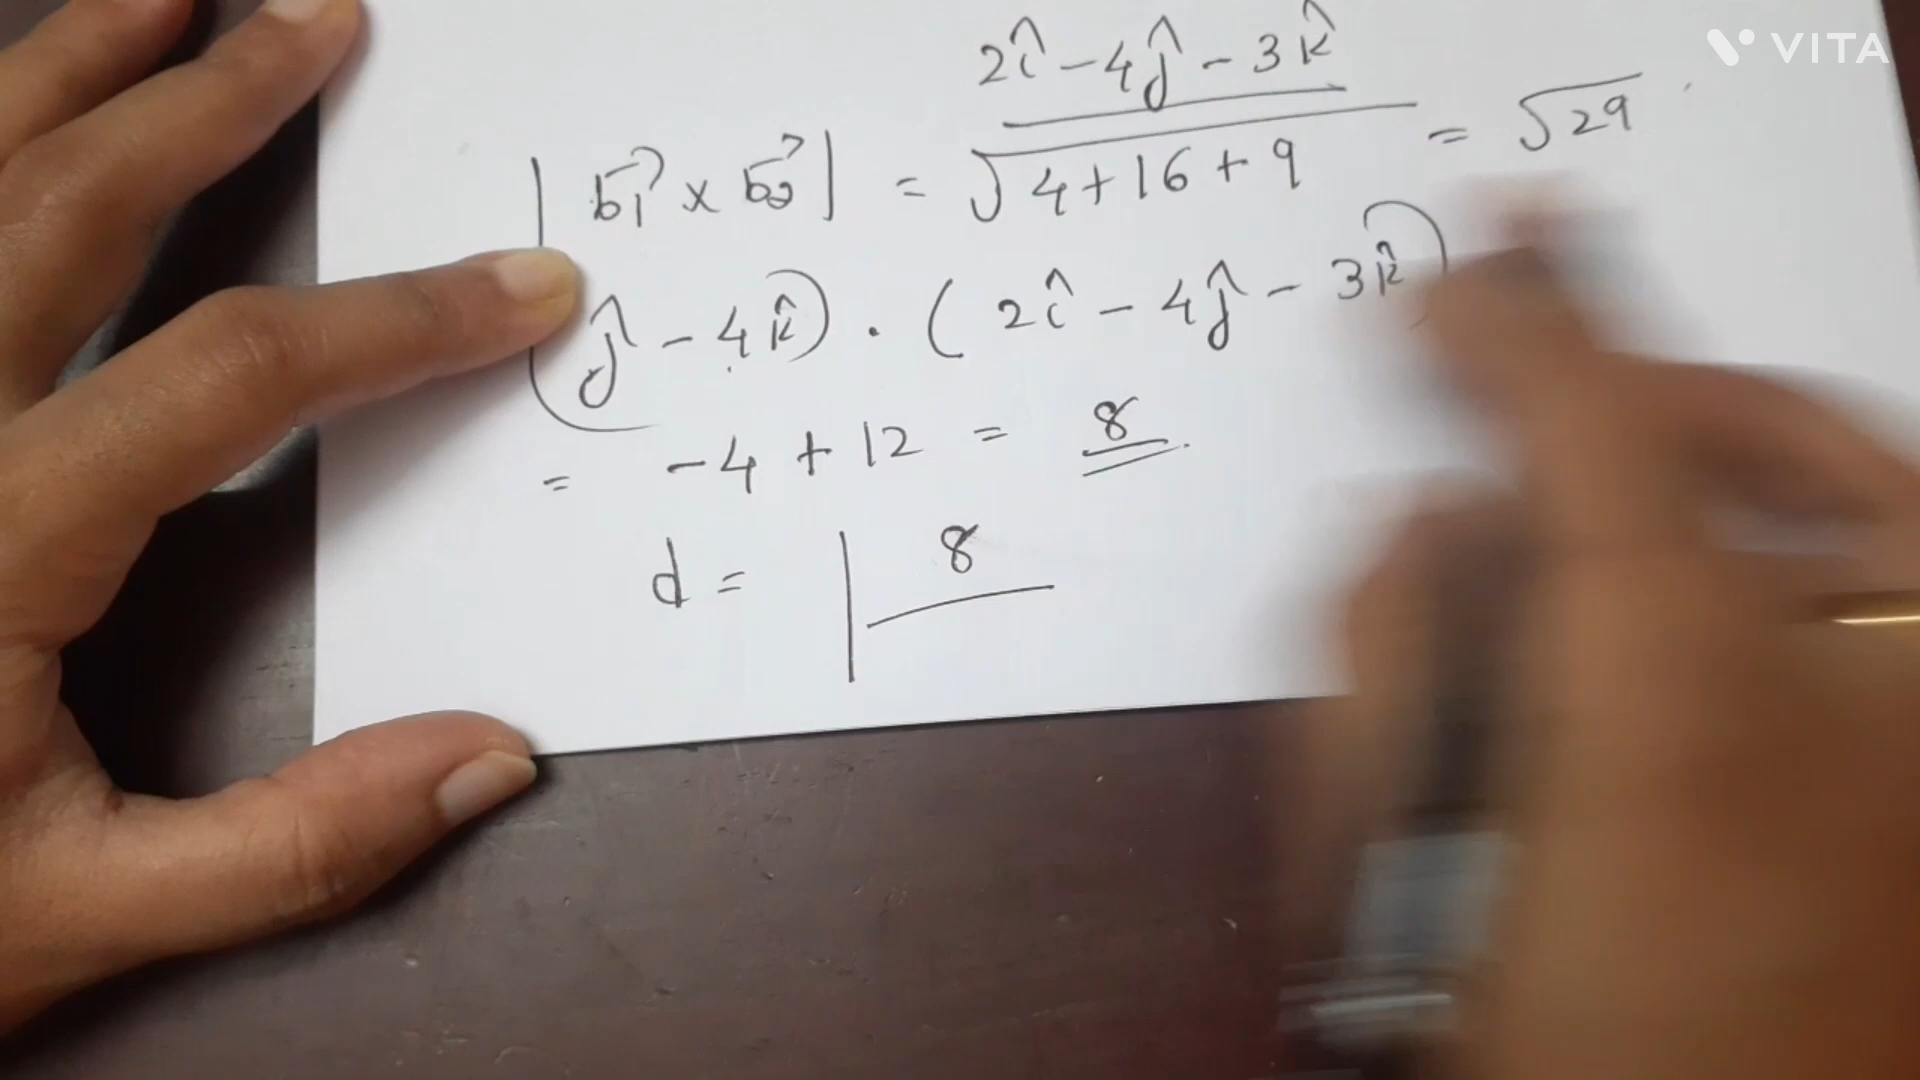 VITA
2î - 4ĵ - 3k̂
|b₁⃗ × b₂⃗| = √4+16+9 = √29
(ĵ - 4k̂) · (2î - 4ĵ - 3k̂)
= -4 + 12 = 8
d = | 8